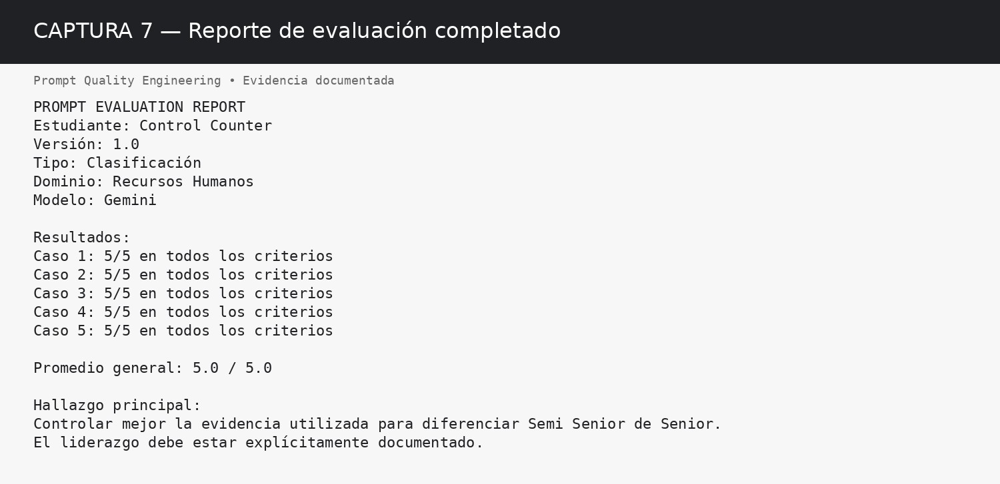 CAPTURA 7 — Reporte de evaluación completado
Prompt Quality Engineering • Evidencia documentada
PROMPT EVALUATION REPORT
Estudiante: Control Counter
Versión: 1.0
Tipo: Clasificación
Dominio: Recursos Humanos
Modelo: Gemini
Resultados:
Caso 1: 5/5 en todos los criterios
Caso 2: 5/5 en todos los criterios
Caso 3: 5/5 en todos los criterios
Caso 4: 5/5 en todos los criterios
Caso 5: 5/5 en todos los criterios
Promedio general: 5.0 / 5.0
Hallazgo principal:
Controlar mejor la evidencia utilizada para diferenciar Semi Senior de Senior.
El liderazgo debe estar explícitamente documentado.